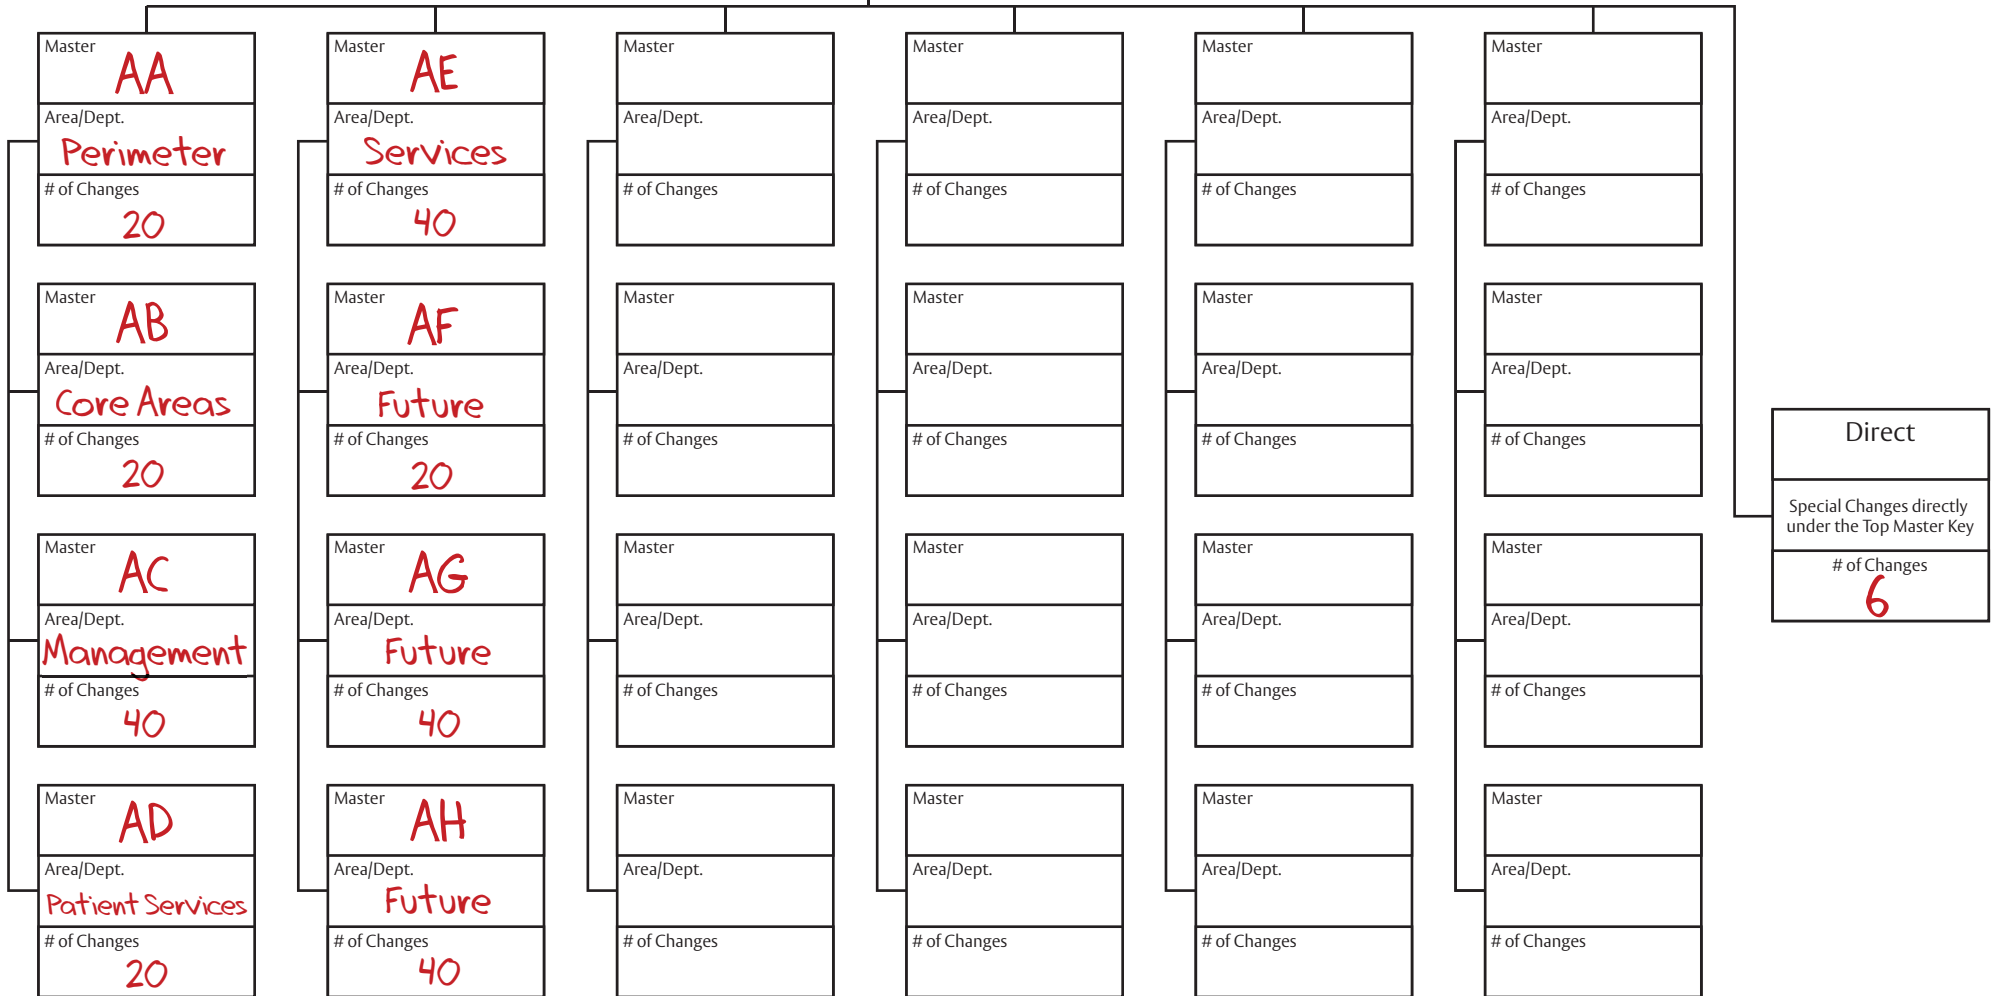 Master
AA
Area/Dept.
Perimeter
# of Changes
20
Master
AB
Area/Dept.
Core Areas
# of Changes
20
Master
AC
Area/Dept.
Management
# of Changes
40
Master
AD
Area/Dept.
Patient Services
# of Changes
20
Master
AE
Area/Dept.
Services
# of Changes
40
Master
AF
Area/Dept.
Future
# of Changes
20
Master
AG
Area/Dept.
Future
# of Changes
40
Master
AH
Area/Dept.
Future
# of Changes
40
Master
Area/Dept.
# of Changes
Master
Area/Dept.
# of Changes
Master
Area/Dept.
# of Changes
Master
Area/Dept.
# of Changes
Master
Area/Dept.
# of Changes
Master
Area/Dept.
# of Changes
Master
Area/Dept.
# of Changes
Master
Area/Dept.
# of Changes
Master
Area/Dept.
# of Changes
Master
Area/Dept.
# of Changes
Master
Area/Dept.
# of Changes
Master
Area/Dept.
# of Changes
Master
Area/Dept.
# of Changes
Master
Area/Dept.
# of Changes
Master
Area/Dept.
# of Changes
Master
Area/Dept.
# of Changes
Direct
Special Changes directly
under the Top Master Key
# of Changes
6